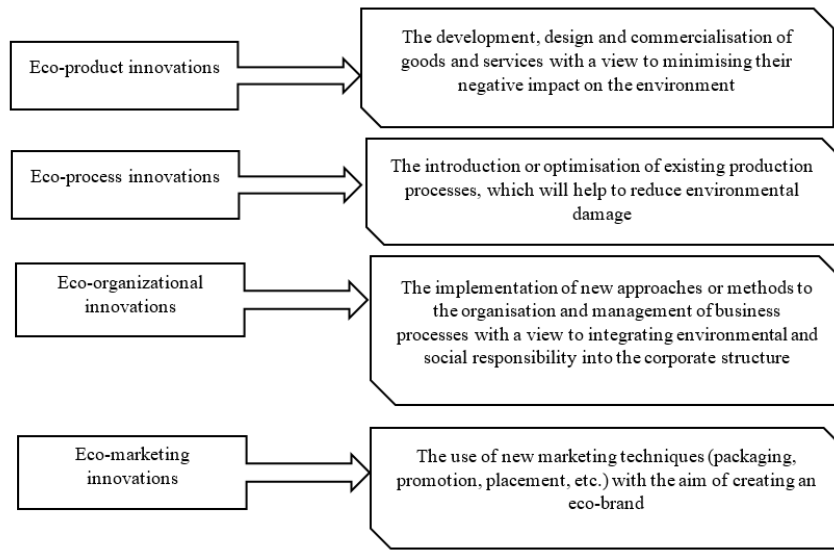 Eco-product innovations
The development, design and commercialisation of
goods and services with a view to minimising their
negative impact on the environment
Eco-process innovations
The introduction or optimisation of existing production
processes, which will help to reduce environmental
damage
Eco-organizational
innovations
The implementation of new approaches or methods to
the organisation and management of business
processes with a view to integrating environmental and
social responsibility into the corporate structure
Eco-marketing
innovations
The use of new marketing techniques (packaging,
promotion, placement, etc.) with the aim of creating an
eco-brand